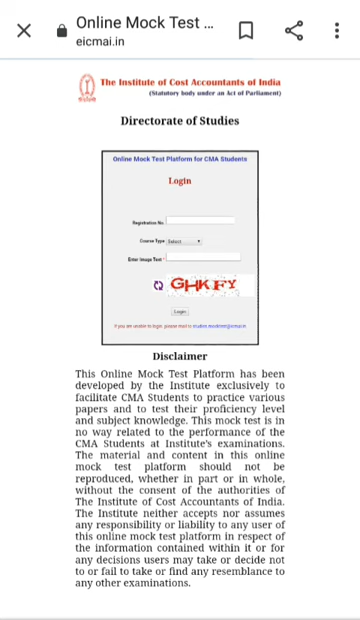 Online Mock Test ...
eicmai.in
The Institute of Cost Accountants of India
(Statutory body under an Act of Parliament)
Directorate of Studies
Online Mock Test Platform for CMA Students
Login
Registration No.
Course Type Select
Enter Image Text *
GHKFY
Login
If you are unable to login, please mail to
Disclaimer
This Online Mock Test Platform has been
developed by the Institute exclusively to
facilitate CMA Students to practice various
papers and to test their proficiency level
and subject knowledge. This mock test is in
no way related to the performance of the
CMA Students at Institute's examinations.
The material and content in this online
mock test platform should not be
reproduced, whether in part or in whole,
without the consent of the authorities of
The Institute of Cost Accountants of India.
The Institute neither accepts nor assumes
any responsibility or liability to any user of
this online mock test platform in respect of
the information contained within it or for
any decisions users may take or decide not
to or fail to take or find any resemblance to
any other examinations.